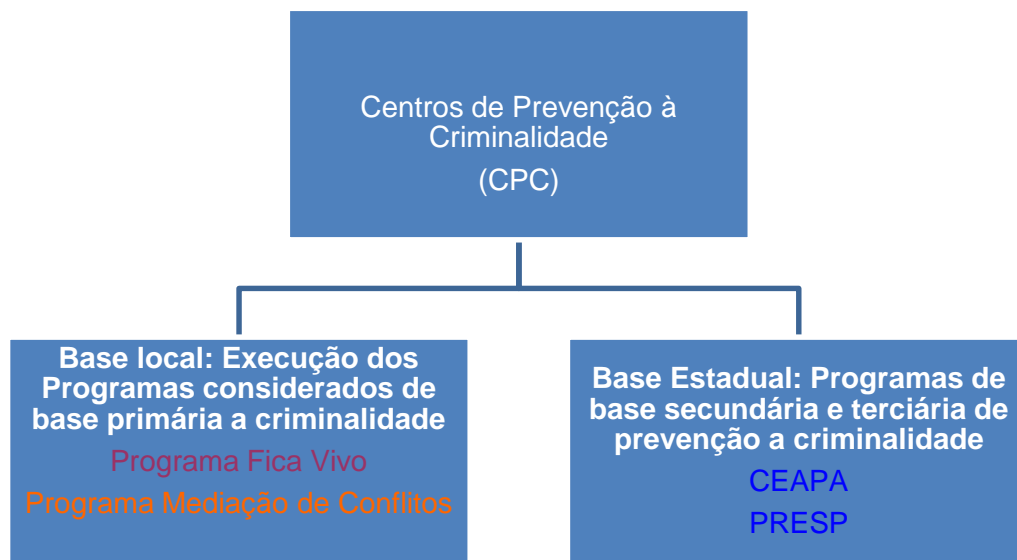 Centros de Prevenção à
Criminalidade
(CPC)
Base local: Execução dos
Programas considerados de
base primária a criminalidade
Programa Fica Vivo
Programa Mediação de Conflitos
Base Estadual: Programas de
base secundária e terciária de
prevenção a criminalidade
CEAPA
PRESP